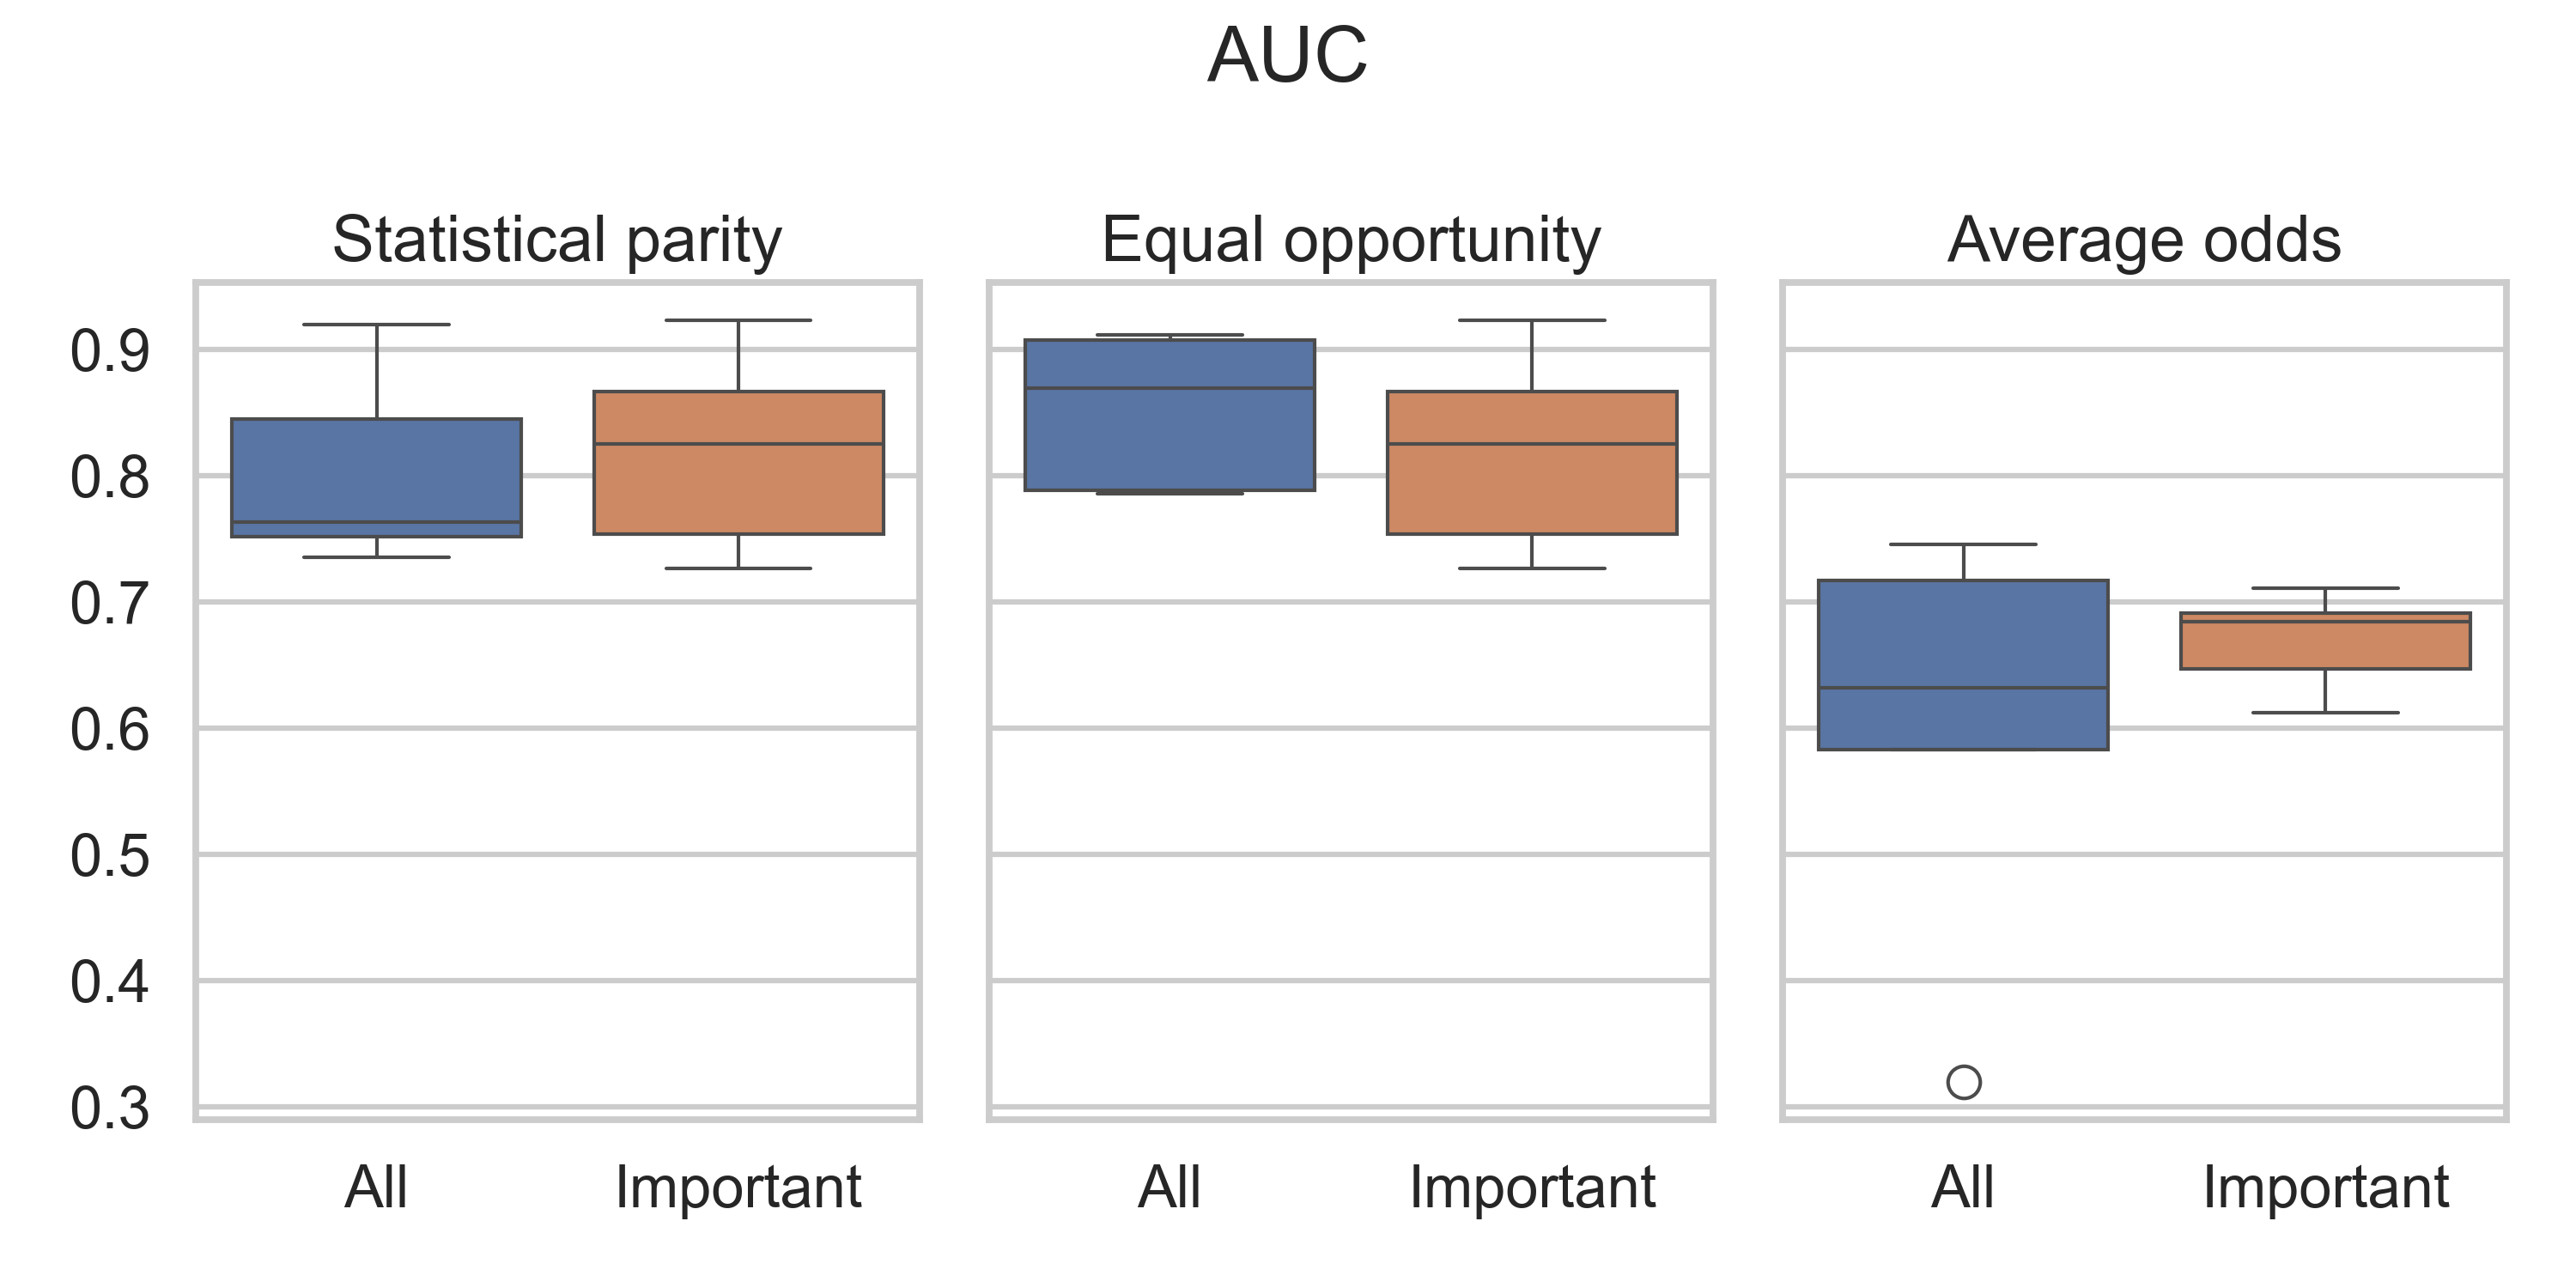 AUC
Statistical parity
Equal opportunity
Average odds
0.9
0.8
0.7
0.6
0.5
0.4
0.3
All
Important
All
Important
All
Important